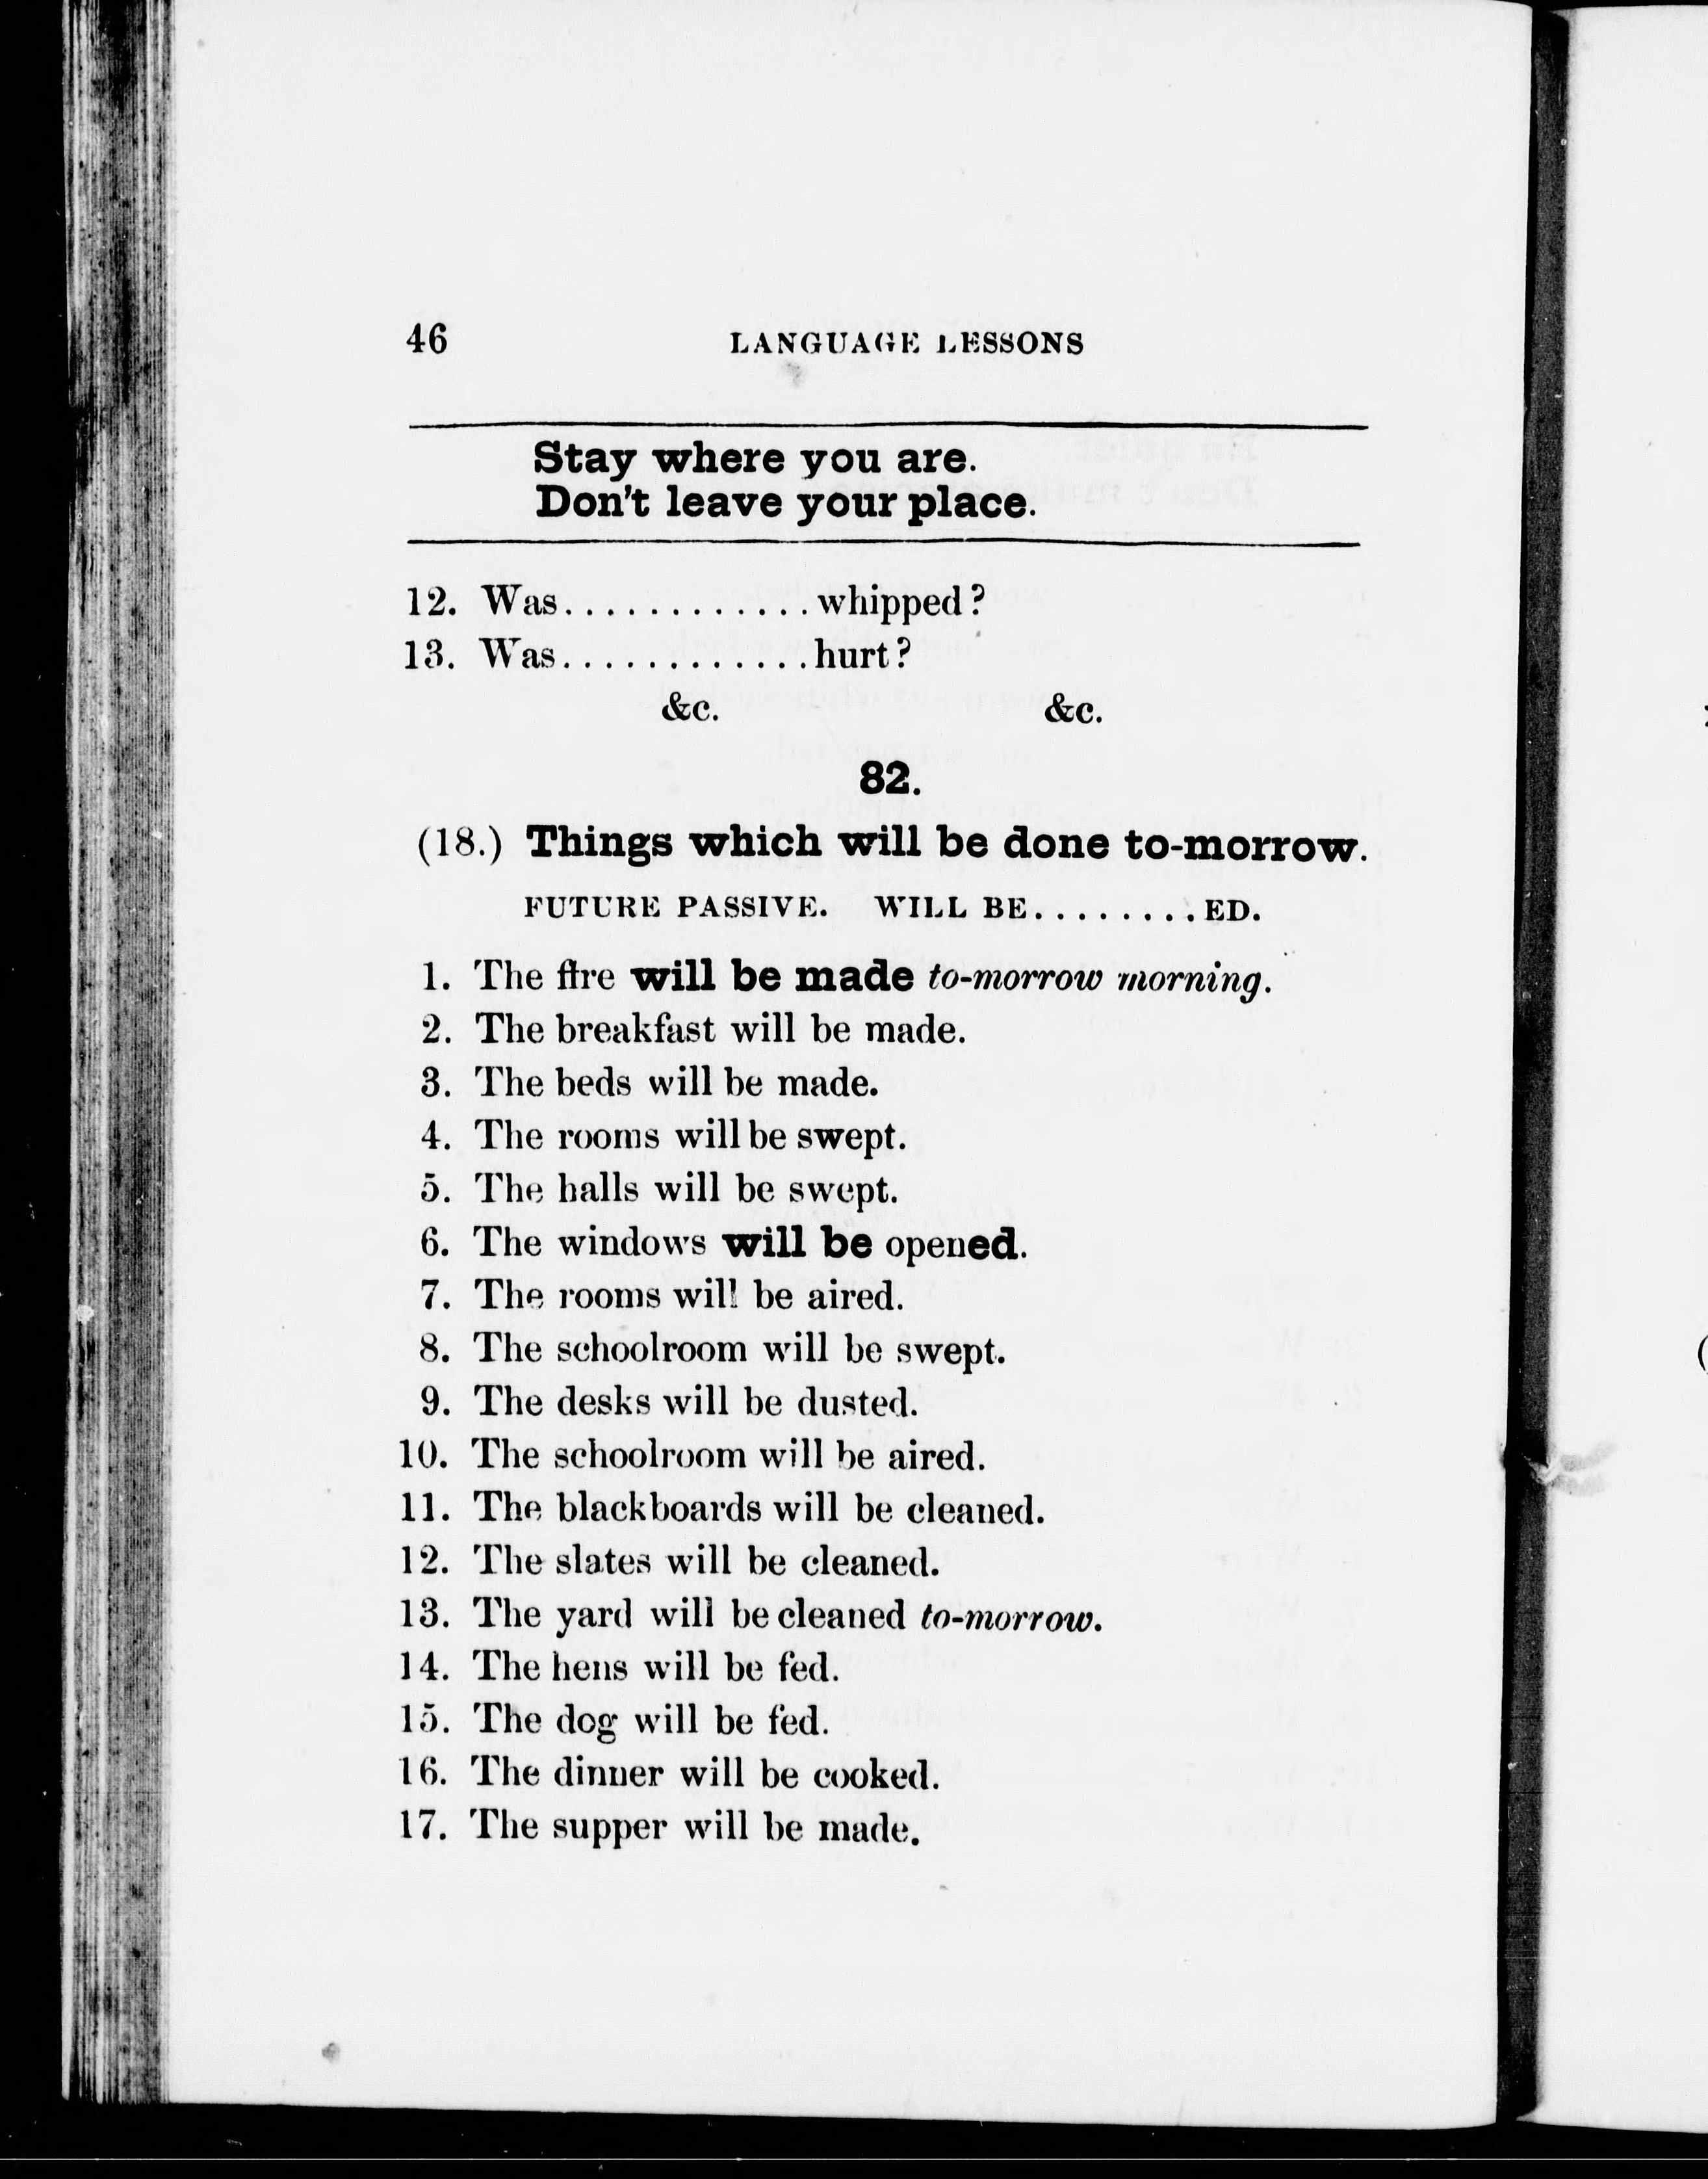 46 LANGUAGE LESSONS
Stay where you are.
Don't leave your place.
12. Was.............whipped?
13. Was.............hurt?
&c. &c.
82.
(18.) Things which will be done to-morrow.
FUTURE PASSIVE. WILL BE.........ED.
1. The fire will be made to-morrow morning.
2. The breakfast will be made.
3. The beds will be made.
4. The rooms will be swept.
5. The halls will be swept.
6. The windows will be opened.
7. The rooms will be aired.
8. The schoolroom will be swept.
9. The desks will be dusted.
10. The schoolroom will be aired.
11. The blackboards will be cleaned.
12. The slates will be cleaned.
13. The yard will be cleaned to-morrow.
14. The hens will be fed.
15. The dog will be fed.
16. The dinner will be cooked.
17. The supper will be made.